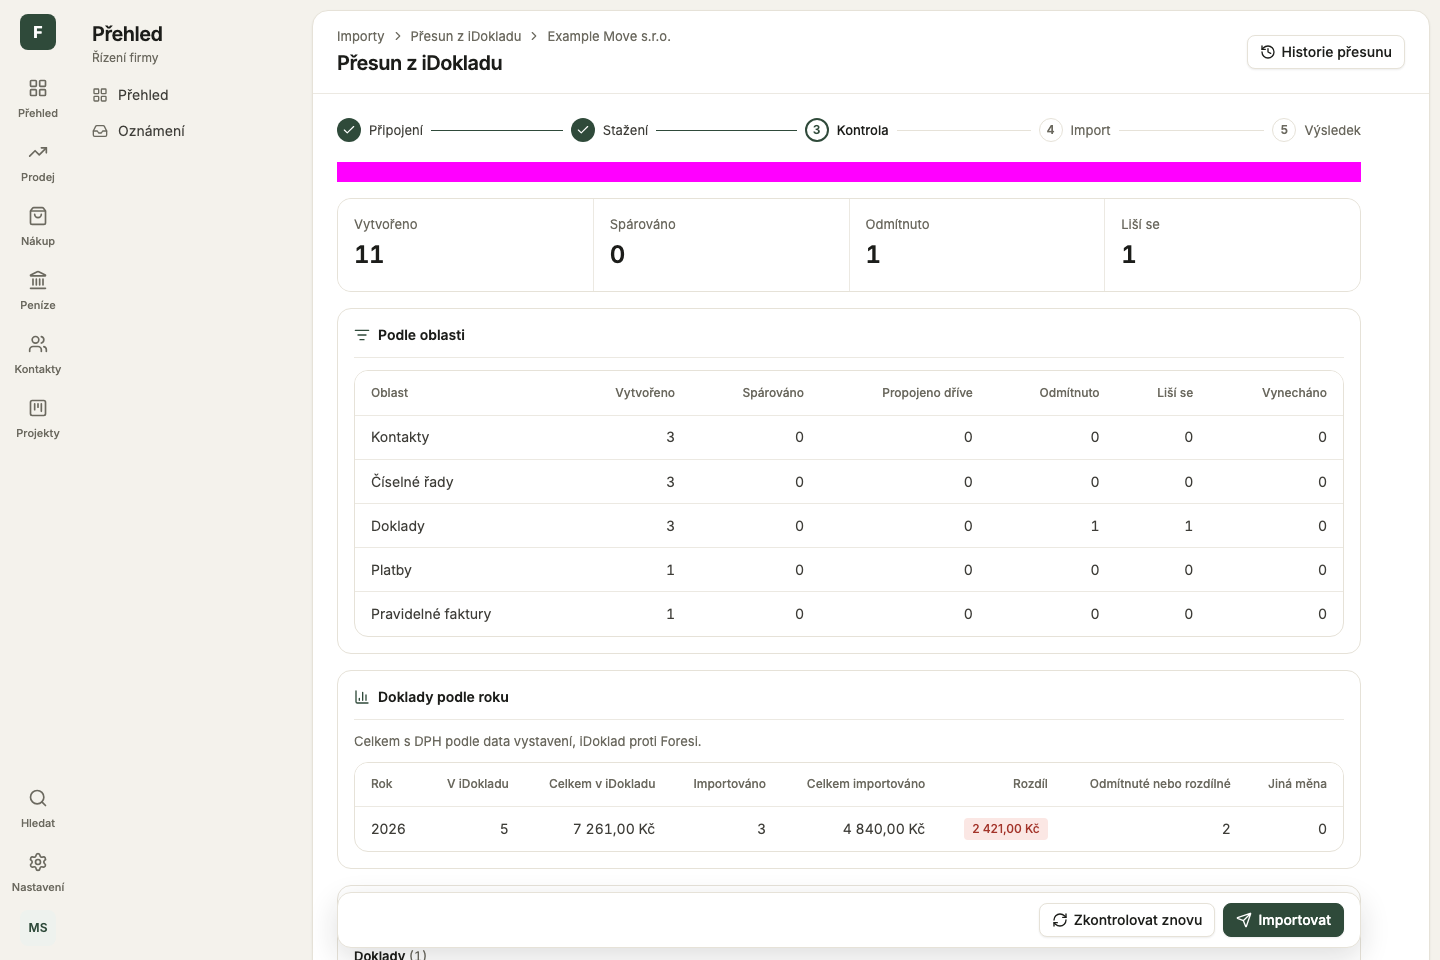 F
Přehled
Prodej
Nákup
Peníze
Kontakty
Projekty
Hledat
Nastavení
MS
Přehled
Řízení firmy
Přehled
Oznámení
Importy > Přesun z iDokladu > Example Move s.r.o.
Přesun z iDokladu
Historie přesunu
Připojení
Stažení
3 Kontrola
4 Import
5 Výsledek
Vytvořeno Spárováno Odmítnuto Liší se
11 0 1 1
Podle oblasti
Oblast Vytvořeno Spárováno Propojeno dříve Odmítnuto Liší se Vynecháno
Kontakty 3 0 0 0 0 0
Číselné řady 3 0 0 0 0 0
Doklady 3 0 0 1 1 0
Platby 1 0 0 0 0 0
Pravidelné faktury 1 0 0 0 0 0
Doklady podle roku
Celkem s DPH podle data vystavení, iDoklad proti Foresi.
Rok V iDokladu Celkem v iDokladu Importováno Celkem importováno Rozdíl Odmítnuté nebo rozdílné Jiná měna
2026 5 7 261,00 Kč 3 4 840,00 Kč 2 421,00 Kč 2 0
Zkontrolovat znovu
Importovat
Doklady (1)